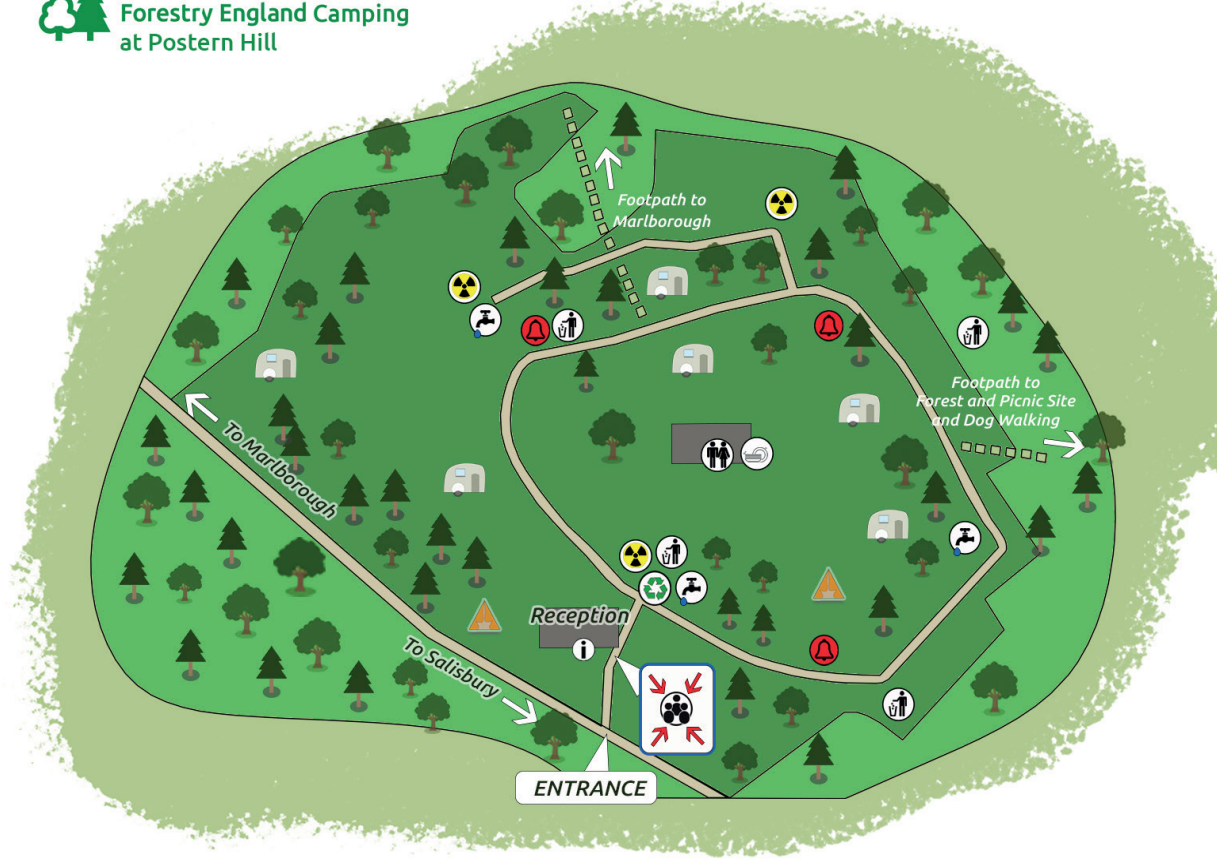 Forestry England Camping
at Postern Hill
Footpath to
Marlborough
Footpath to
Forest and Picnic Site
and Dog Walking
To Marlborough
Reception
i
To Salisbury
ENTRANCE